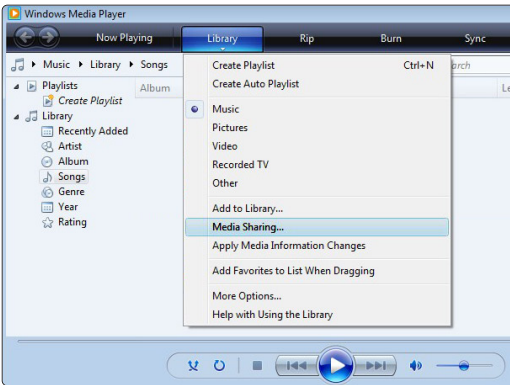 Windows Media Player
Now Playing Library Rip Burn Sync
Music Library Songs
Playlists
Create Playlist
Library
Recently Added
Artist
Album
Songs
Genre
Year
Rating
Album
Create Playlist Ctrl+N
Create Auto Playlist
Music
Pictures
Video
Recorded TV
Other
Add to Library...
Media Sharing...
Apply Media Information Changes
Add Favorites to List When Dragging
More Options...
Help with Using the Library